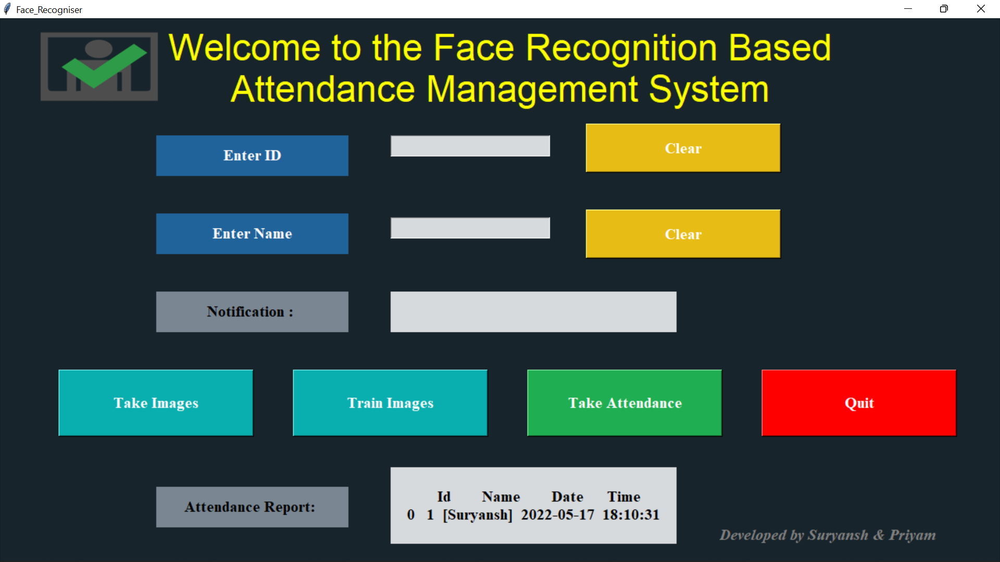 Face_Recogniser
Welcome to the Face Recognition Based
Attendance Management System
Enter ID
Clear
Enter Name
Clear
Notification :
Take Images
Train Images
Take Attendance
Quit
Attendance Report:
Id Name Date Time
0 1 [Suryansh] 2022-05-17 18:10:31
Developed by Suryansh & Priyam